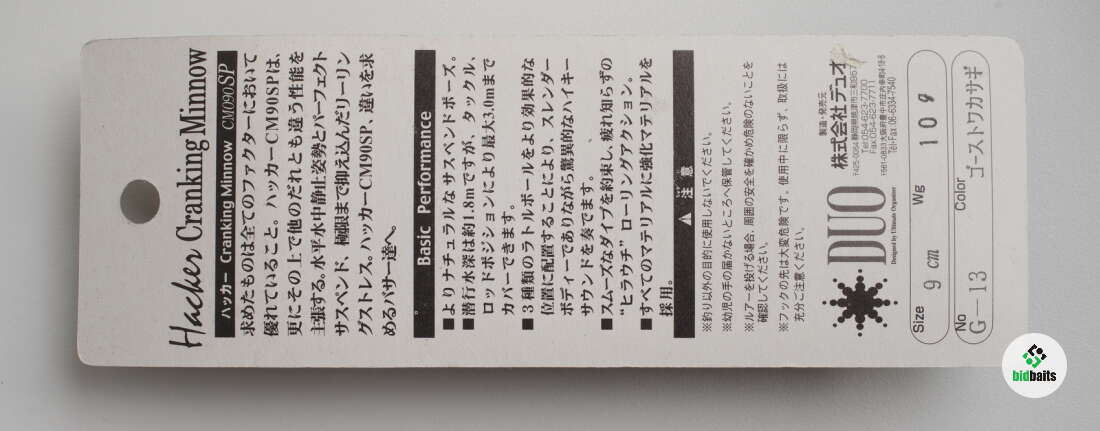 Hacker Cranking Minnow
ハッカー Cranking Minnow CM090SP
求めたものは全てのファクターにおいて
優れていること。ハッカーCM90SPは、
更にその上で他のだれとも違う性能を
主張する。水平水中静止姿勢とパーフェクト
サスペンド、極限まで抑え込んだリーリン
グストレス。ハッカーCM90SP、違いを求
めるバサー達へ。
Basic Performance
■よりナチュラルなサスペンドポーズ。
■潜行水深は約1.8mですが、タックル、
ロッドポジションにより最大3.0mまで
カバーできます。
■3種類のラトルボールをより効果的な
位置に配置することにより、スレンダー
ボディーでありながら驚異的なハイキー
サウンドを奏でます。
■スムーズなダイブを約束し、疲れ知らずの
“ヒラウチ”ローリングアクション。
■すべてのマテリアルに強化マテリアルを
採用。
▲注意
※釣り以外の目的に使用しないでください。
※幼児の手の届かないところへ保管してください。
※ルアーを投げる場合、周囲の安全を確かめ危険のないことを
確認してください。
※フックの先は大変危険です。使用中に限らず、取扱には
充分ご注意ください。
DUO
Designed by Ultimate Organizer
製造・発売元
株式会社デュオ
Tel:054-623-7700
Fax:054-623-7711
Tel・Fax.06-6334-7540
Size Wg
9cm 10g
No Color
G-13 ゴーストワカサギ
bidbaits